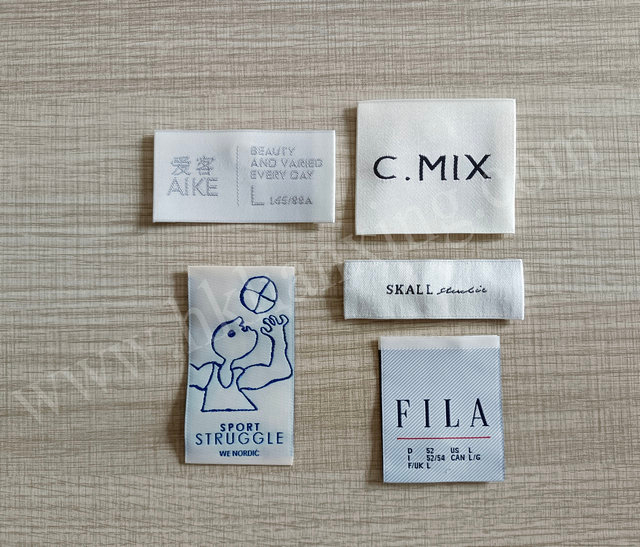 爱客
AIKE
BEAUTY
AND VARIED
EVERY DAY
L 145/88A
C.MIX
SKALL studio
SPORT
STRUGGLE
WE NORDIC
FILA
D 52 US L
I 52/54 CAN L/G
F/UK L